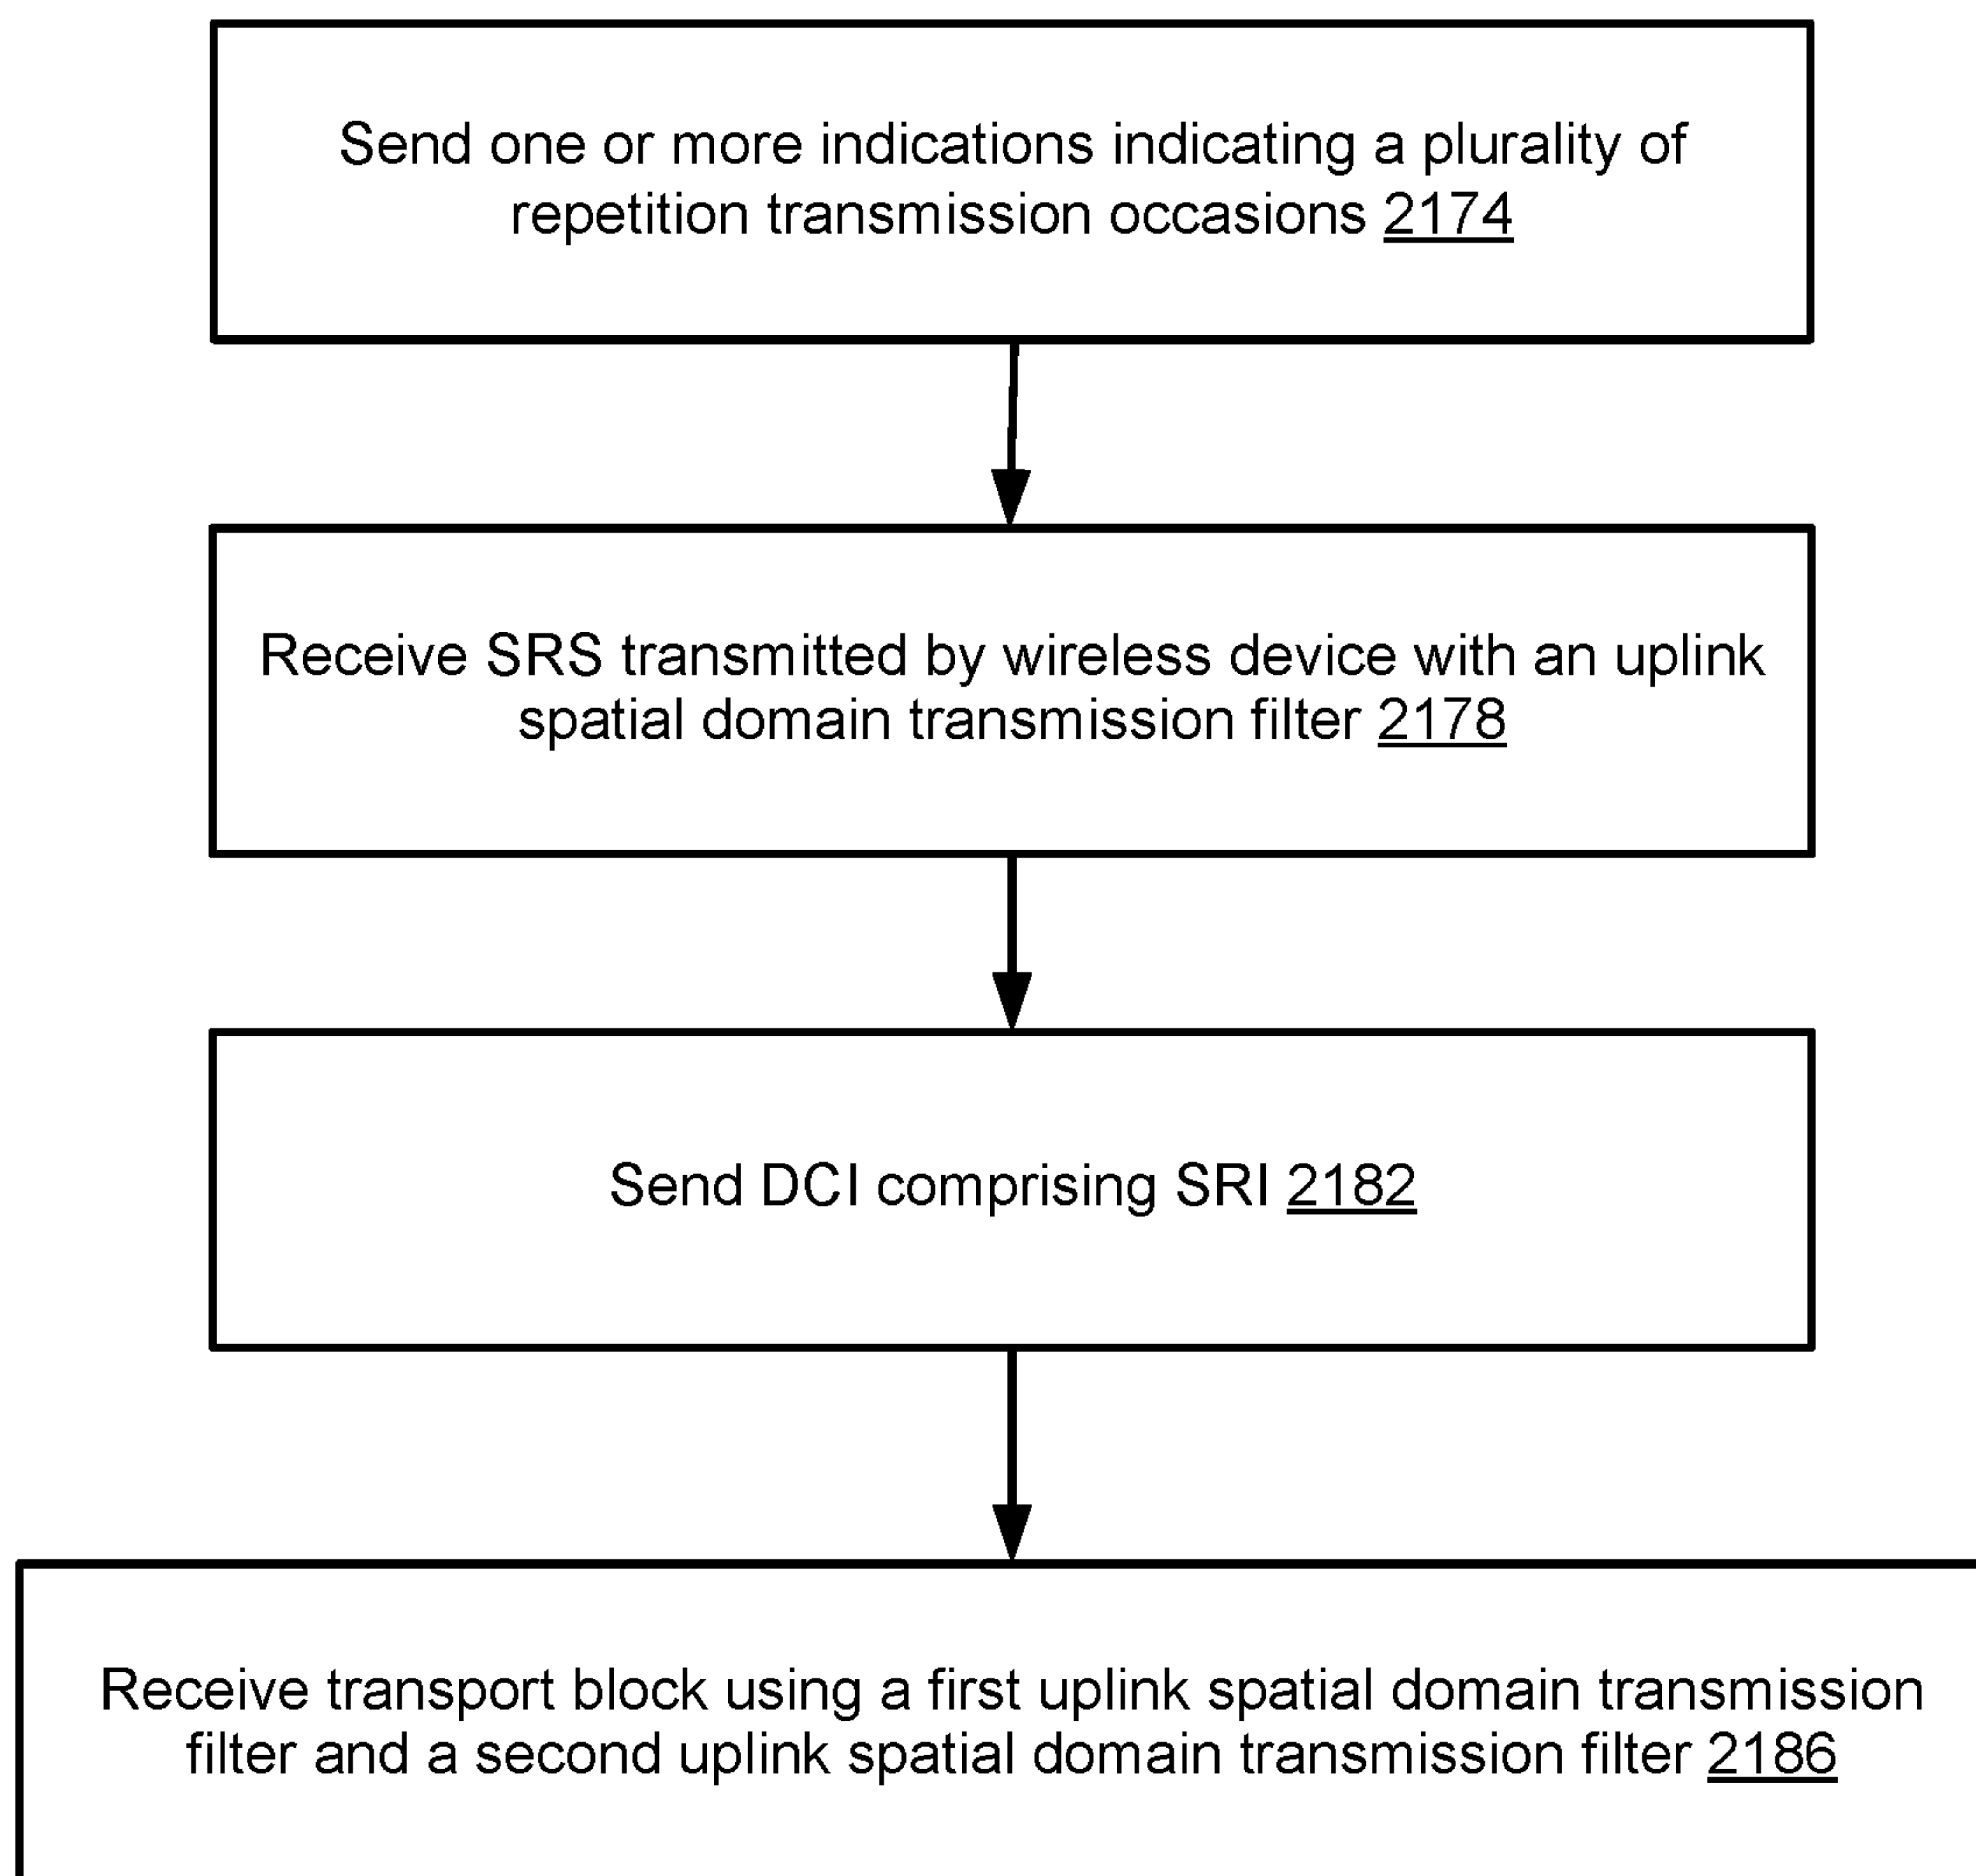 Send one or more indications indicating a plurality of
repetition transmission occasions 2174
Receive SRS transmitted by wireless device with an uplink
spatial domain transmission filter 2178
Send DCI comprising SRI 2182
Receive transport block using a first uplink spatial domain transmission
filter and a second uplink spatial domain transmission filter 2186